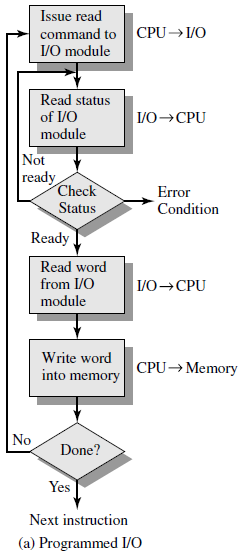 Issue read
command to
I/O module
CPU→I/O
Read status
of I/O
module
I/O→CPU
Not
ready
Check
Status
Error
Condition
Ready
Read word
from I/O
module
I/O→CPU
Write word
into memory
CPU→Memory
No
Done?
Yes
Next instruction
(a) Programmed I/O